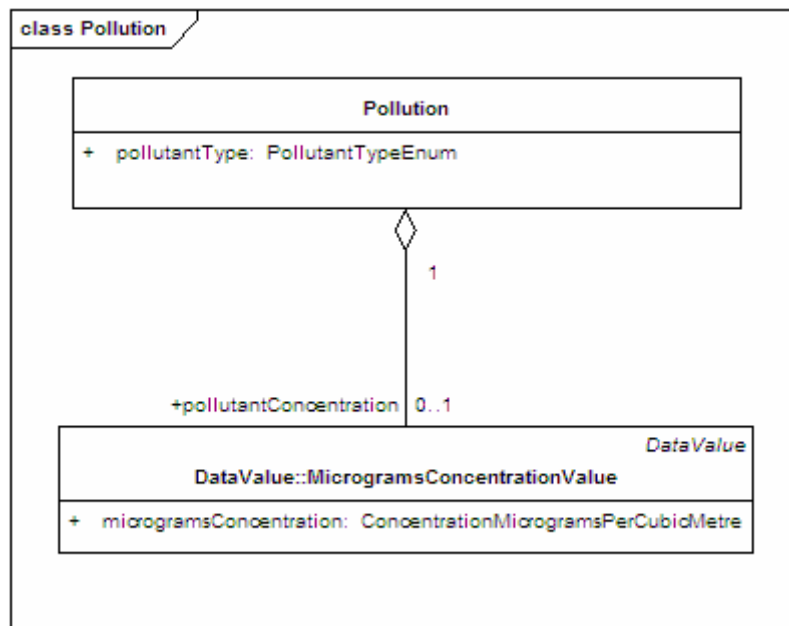 class Pollution
Pollution
+ pollutantType: PollutantTypeEnum
1
+pollutantConcentration 0..1
DataValue
DataValue::MicrogramsConcentrationValue
+ microgramsConcentration: ConcentrationMicrogramsPerCubicMetre